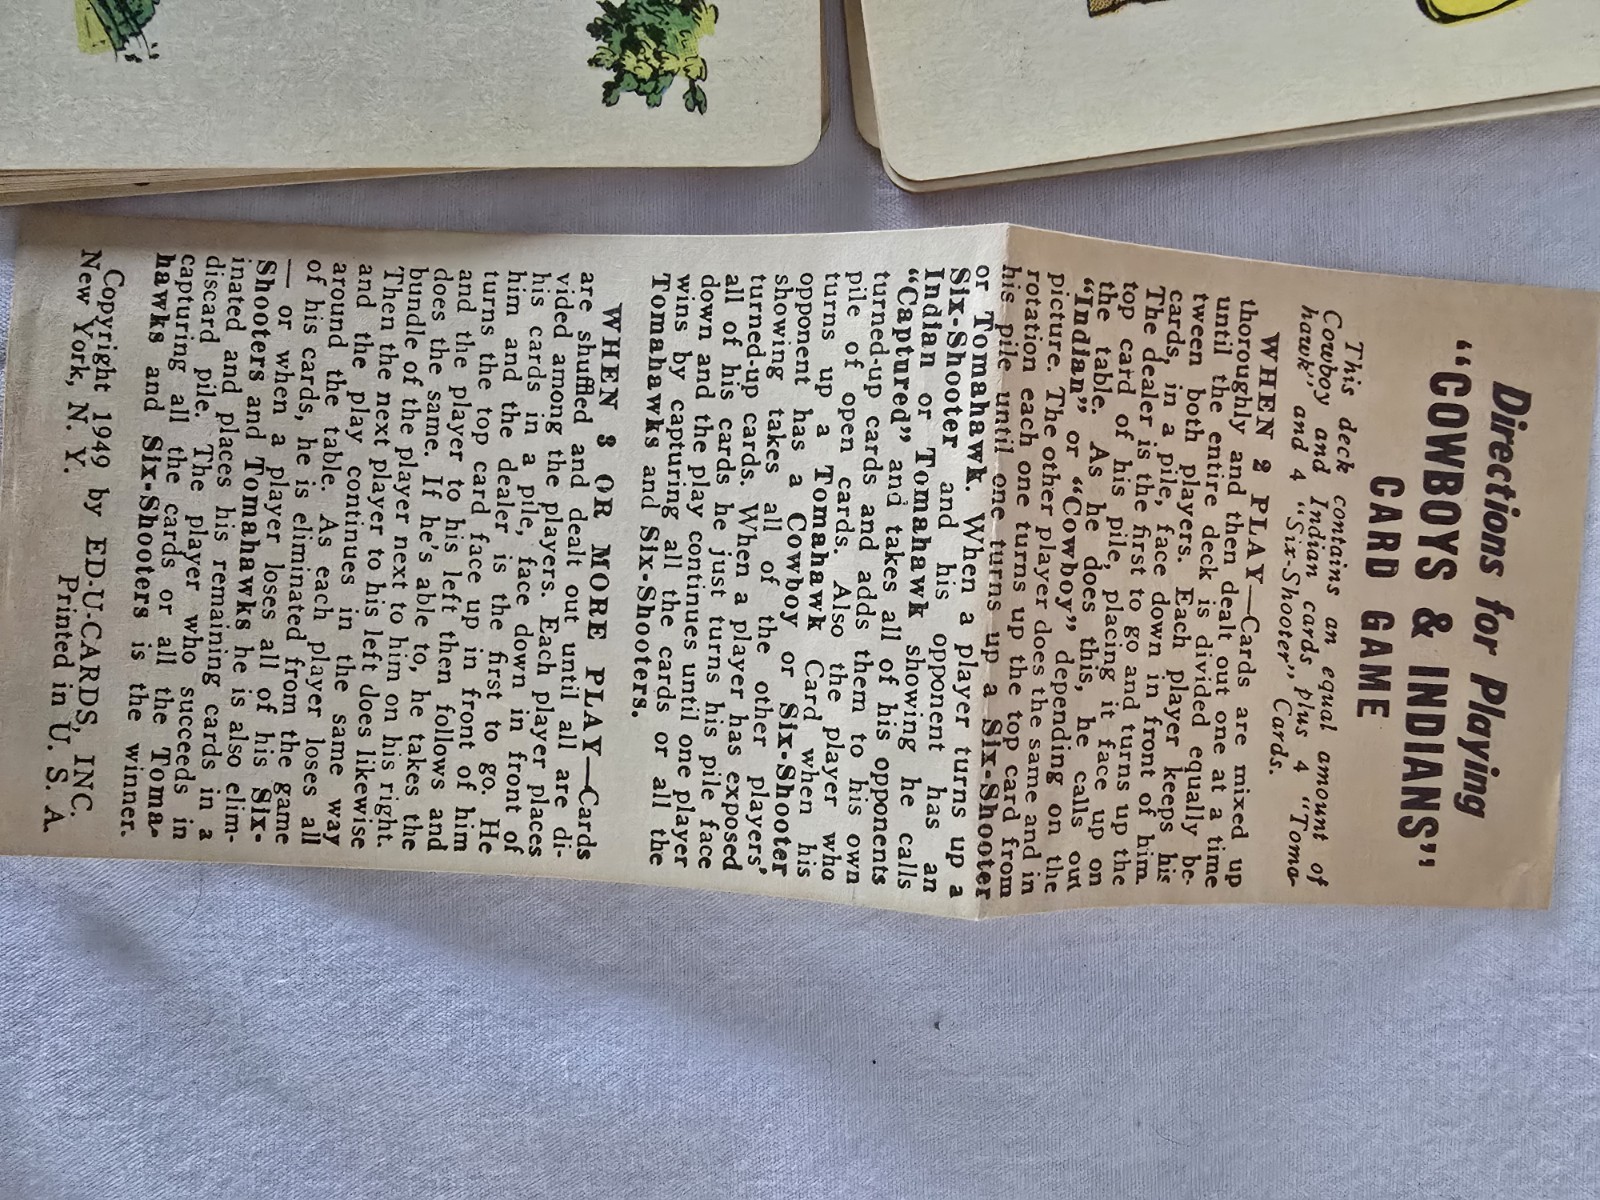 Directions for Playing
“COWBOYS & INDIANS”
CARD GAME
This deck contains an equal amount of
Cowboy and Indian cards plus 4 “Toma-
hawk” and 4 “Six-Shooter” Cards.
WHEN 2 PLAY—Cards are mixed up
thoroughly and then dealt out one at a time
until the entire deck is divided equally be-
tween both players. Each player keeps his
cards, in a pile, face down in front of him.
The dealer is the first to go and turns up the
top card of his pile, placing it face up on
the table. As he does this, he calls out
“Indian” or “Cowboy” depending on the
picture. The other player does the same and in
rotation each one turns up the top card from
his pile until one turns up a Six-Shooter
or Tomahawk. When a player turns up a
Six-Shooter and his opponent has an
Indian or Tomahawk showing he calls
“Captured” and takes all of his opponents
turned-up cards and adds them to his own
pile of open cards. Also the player who
turns up a Tomahawk Card when his
opponent has a Cowboy or Six-Shooter
showing takes all of the other players’
turned-up cards. When a player has exposed
all of his cards he just turns his pile face
down and the play continues until one player
wins by capturing all the cards or all the
Tomahawks and Six-Shooters.
WHEN 3 OR MORE PLAY—Cards
are shuffled and dealt out until all are di-
vided among the players. Each player places
his cards in a pile, face down in front of
him and the dealer is the first to go. He
turns the top card face up in front of him
and the player to his left then follows and
does the same. If he's able to, he takes the
bundle of the player next to him on his right.
Then the next player to his left does likewise
and the play continues in the same way
around the table. As each player loses all
of his cards, he is eliminated from the game
— or when a player loses all of his Six-
Shooters and Tomahawks he is also elim-
inated and places his remaining cards in a
discard pile. The player who succeeds in
capturing all the cards or all the Toma-
hawks and Six-Shooters is the winner.
Copyright 1949 by ED-U-CARDS, INC.
New York, N. Y. Printed in U. S. A.